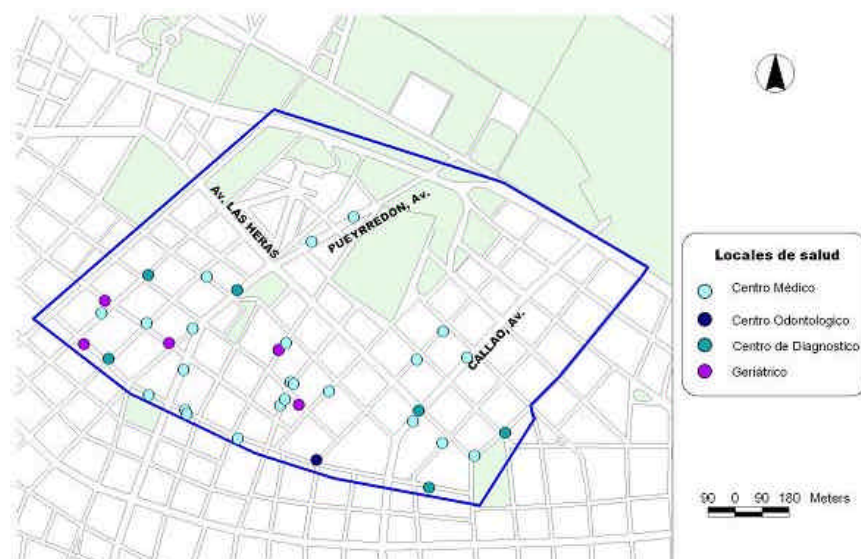 Av. LAS HERAS
PUEYRREDON, Av.
CALLAO, Av.
Locales de salud
Centro Médico
Centro Odontologico
Centro de Diagnostico
Geriátrico
90 0 90 180 Meters